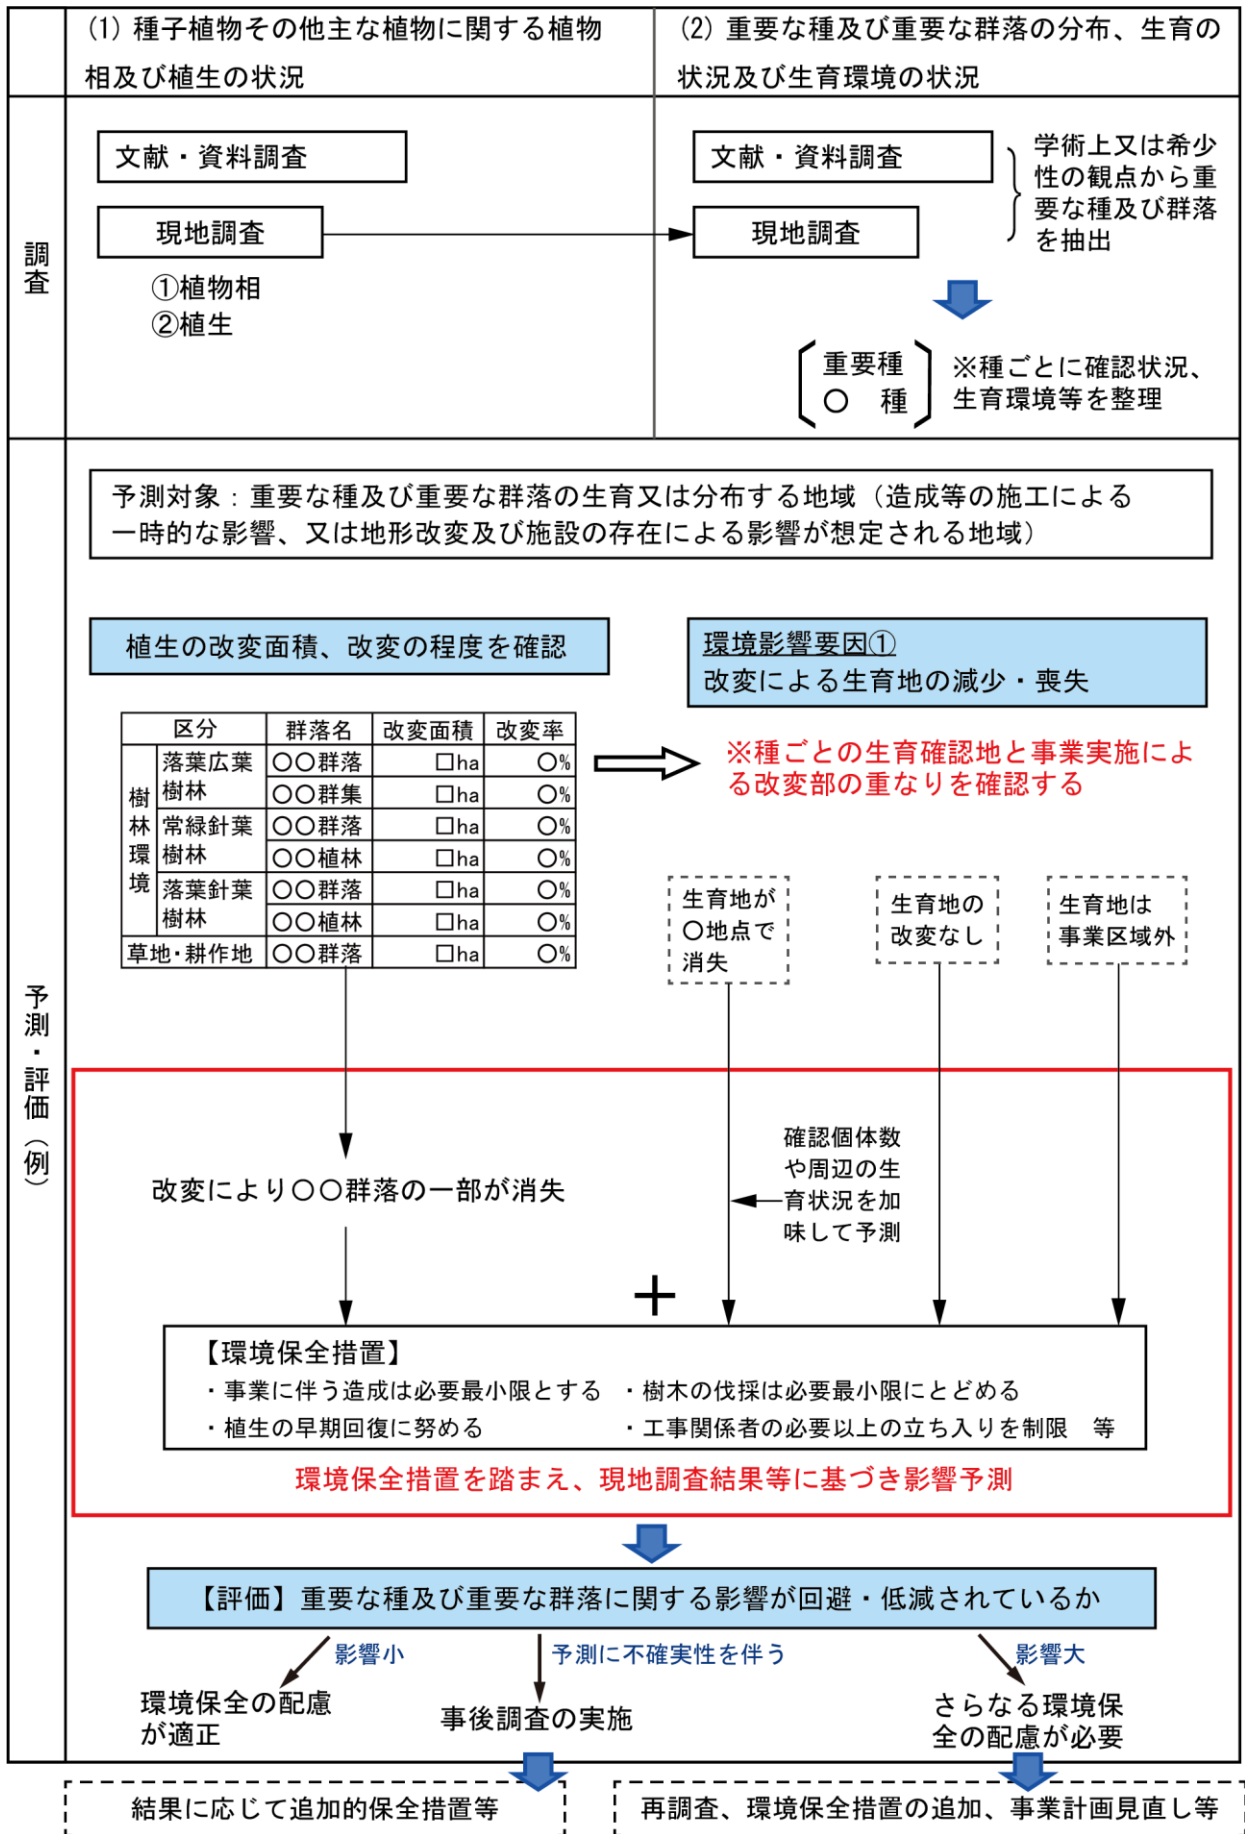 (1) 種子植物その他主な植物に関する植物
相及び植生の状況
(2) 重要な種及び重要な群落の分布、生育の
状況及び生育環境の状況
調査
文献・資料調査
現地調査
①植物相
②植生
文献・資料調査
現地調査
学術上又は希少
性の観点から重
要な種及び群落
を抽出
重要種
〇 種
※種ごとに確認状況、
生育環境等を整理
予測・評価（例）
予測対象：重要な種及び重要な群落の生育又は分布する地域（造成等の施工による
一時的な影響、又は地形改変及び施設の存在による影響が想定される地域）
植生の改変面積、改変の程度を確認
環境影響要因①
改変による生育地の減少・喪失
区分 群落名 改変面積 改変率
樹林環境
落葉広葉
樹林
〇〇群落 □ha 〇%
〇〇群集 □ha 〇%
常緑針葉
樹林
〇〇群落 □ha 〇%
〇〇植林 □ha 〇%
落葉針葉
樹林
〇〇群落 □ha 〇%
〇〇植林 □ha 〇%
草地・耕作地 〇〇群落 □ha 〇%
※種ごとの生育確認地と事業実施によ
る改変部の重なりを確認する
生育地が
〇地点で
消失
生育地の
改変なし
生育地は
事業区域外
確認個体数
や周辺の生
育状況を加
味して予測
改変により〇〇群落の一部が消失
＋
【環境保全措置】
・事業に伴う造成は必要最小限とする ・樹木の伐採は必要最小限にとどめる
・植生の早期回復に努める ・工事関係者の必要以上の立ち入りを制限 等
環境保全措置を踏まえ、現地調査結果等に基づき影響予測
【評価】重要な種及び重要な群落に関する影響が回避・低減されているか
影響小
予測に不確実性を伴う
影響大
環境保全の配慮
が適正
事後調査の実施
さらなる環境保
全の配慮が必要
結果に応じて追加的保全措置等
再調査、環境保全措置の追加、事業計画見直し等